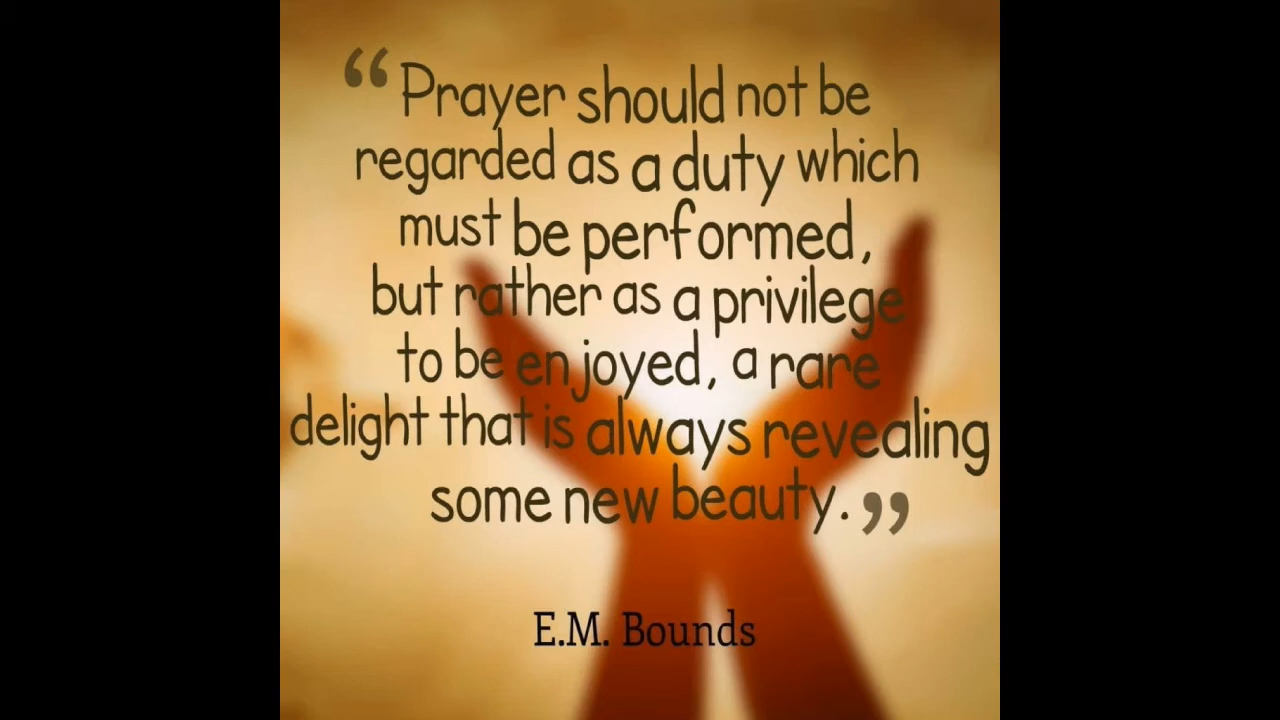 “Prayer should not be
regarded as a duty which
must be performed,
but rather as a privilege
to be enjoyed, a rare
delight that is always revealing
some new beauty.”
E.M. Bounds